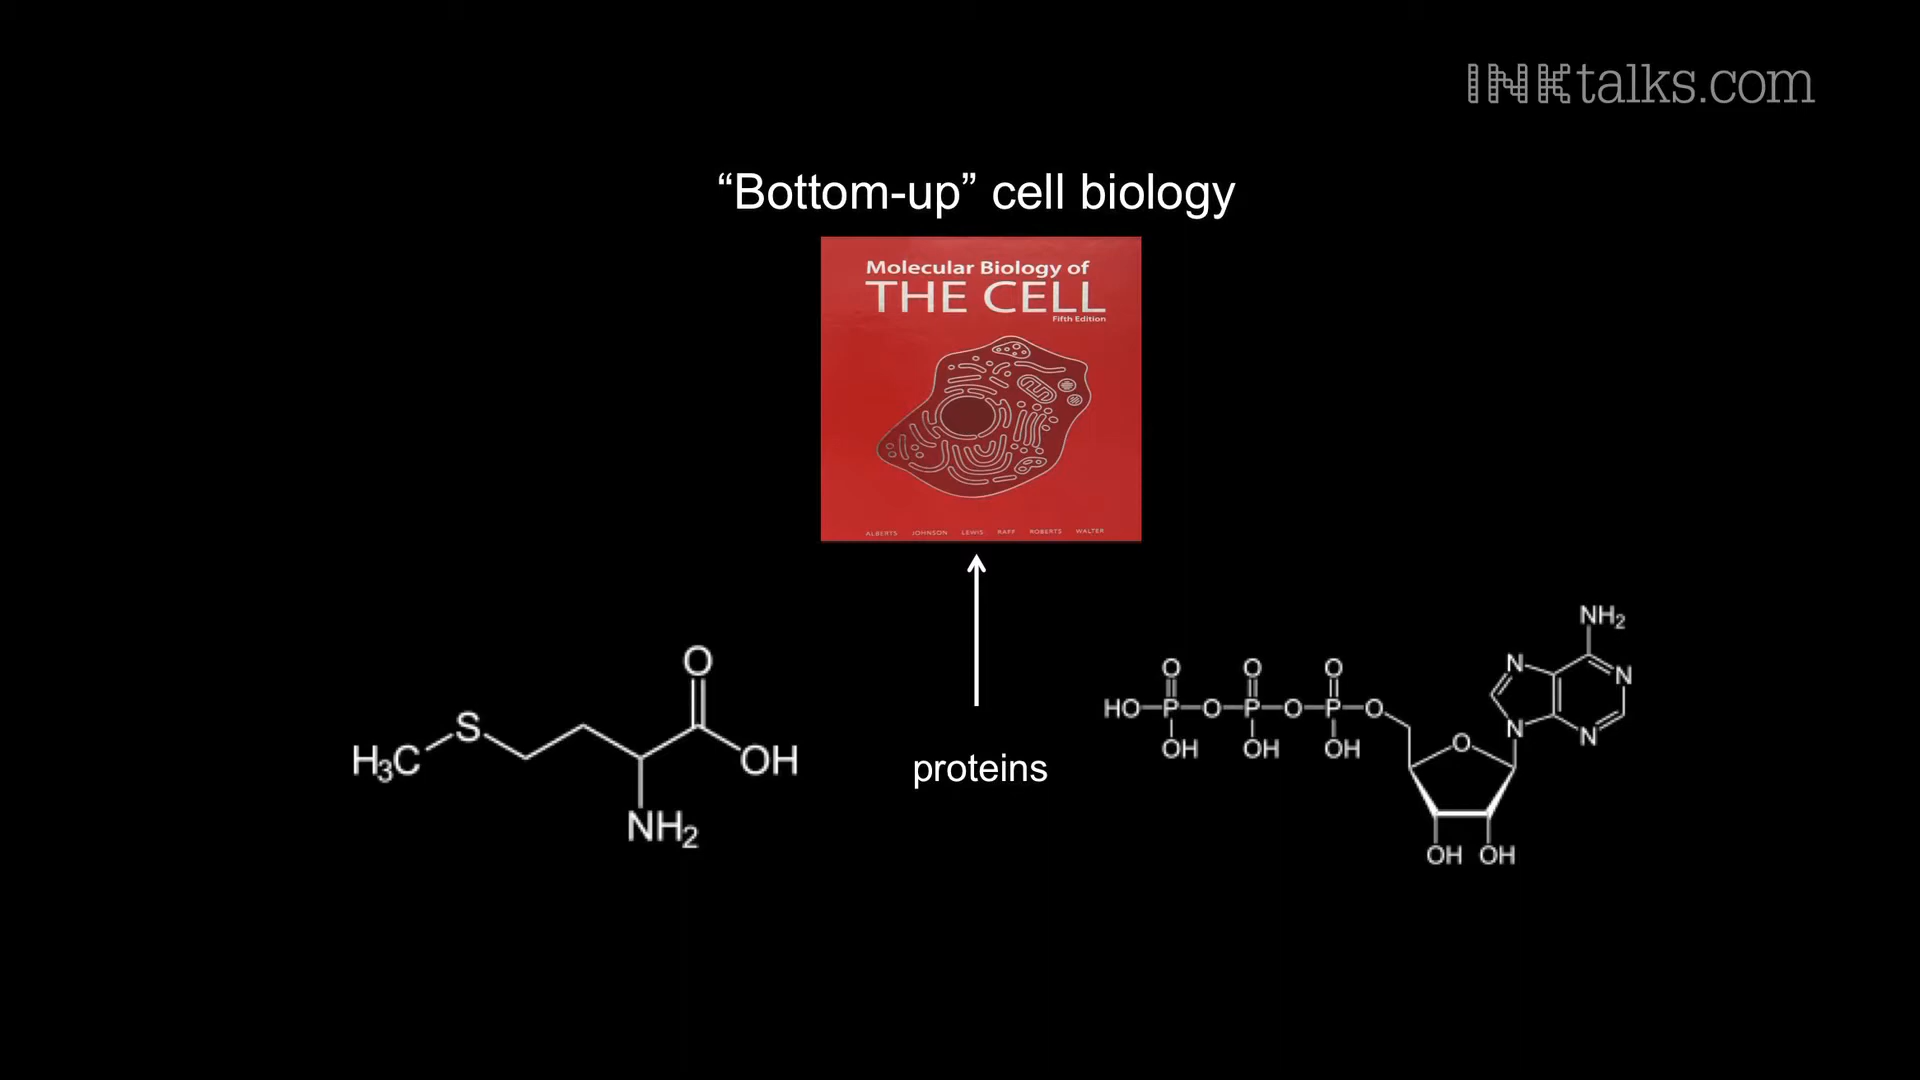 INKtalks.com
“Bottom-up” cell biology
Molecular Biology of
THE CELL
Fifth Edition
ALBERTS JOHNSON LEWIS RAFF ROBERTS WALTER
proteins
O
S
H₃C
OH
NH₂
NH₂
N
N
O
O
O
HO
P
O
P
O
P
O
N
N
OH
OH
OH
O
OH
OH